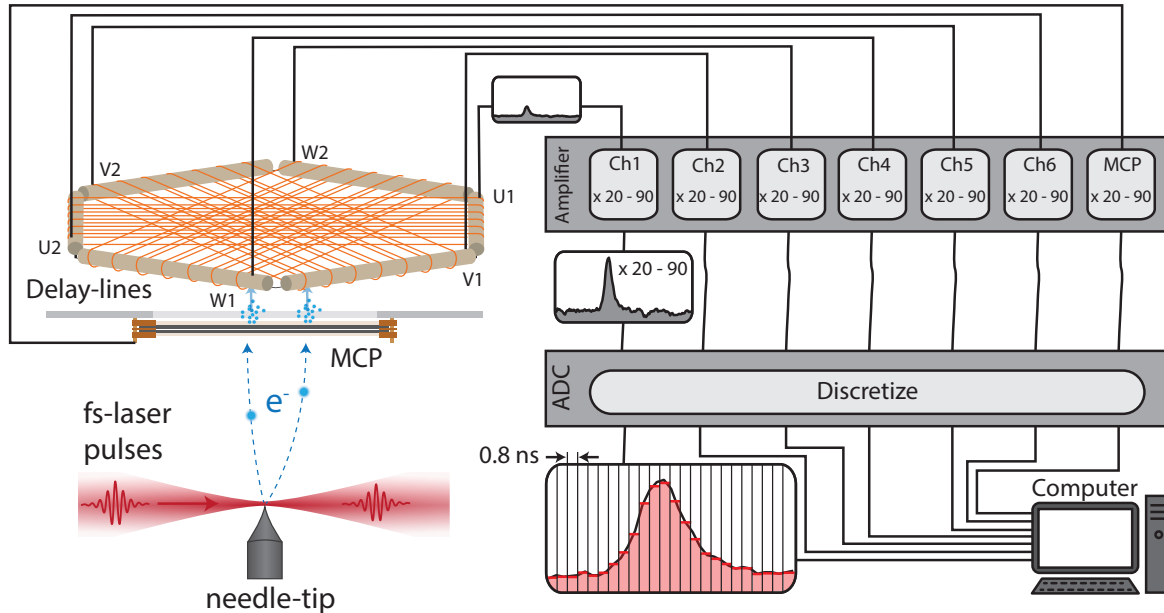 W2
V2
U1
U2
V1
W1
Delay-lines
MCP
e-
fs-laser
pulses
needle-tip
Amplifier
Ch1
x 20 - 90
Ch2
x 20 - 90
Ch3
x 20 - 90
Ch4
x 20 - 90
Ch5
x 20 - 90
Ch6
x 20 - 90
MCP
x 20 - 90
x 20 - 90
ADC
Discretize
0.8 ns
Computer